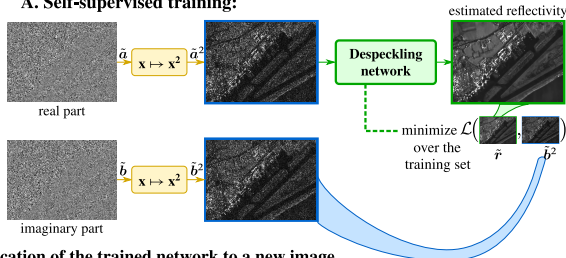 A. Self-supervised training:
estimated reflectivity
ã
x ↦ x²
ã²
Despeckling
network
real part
minimize ℒ( , )
over the
training set
r̃
b̃²
b̃
x ↦ x²
b̃²
imaginary part
cation of the trained network to a new image